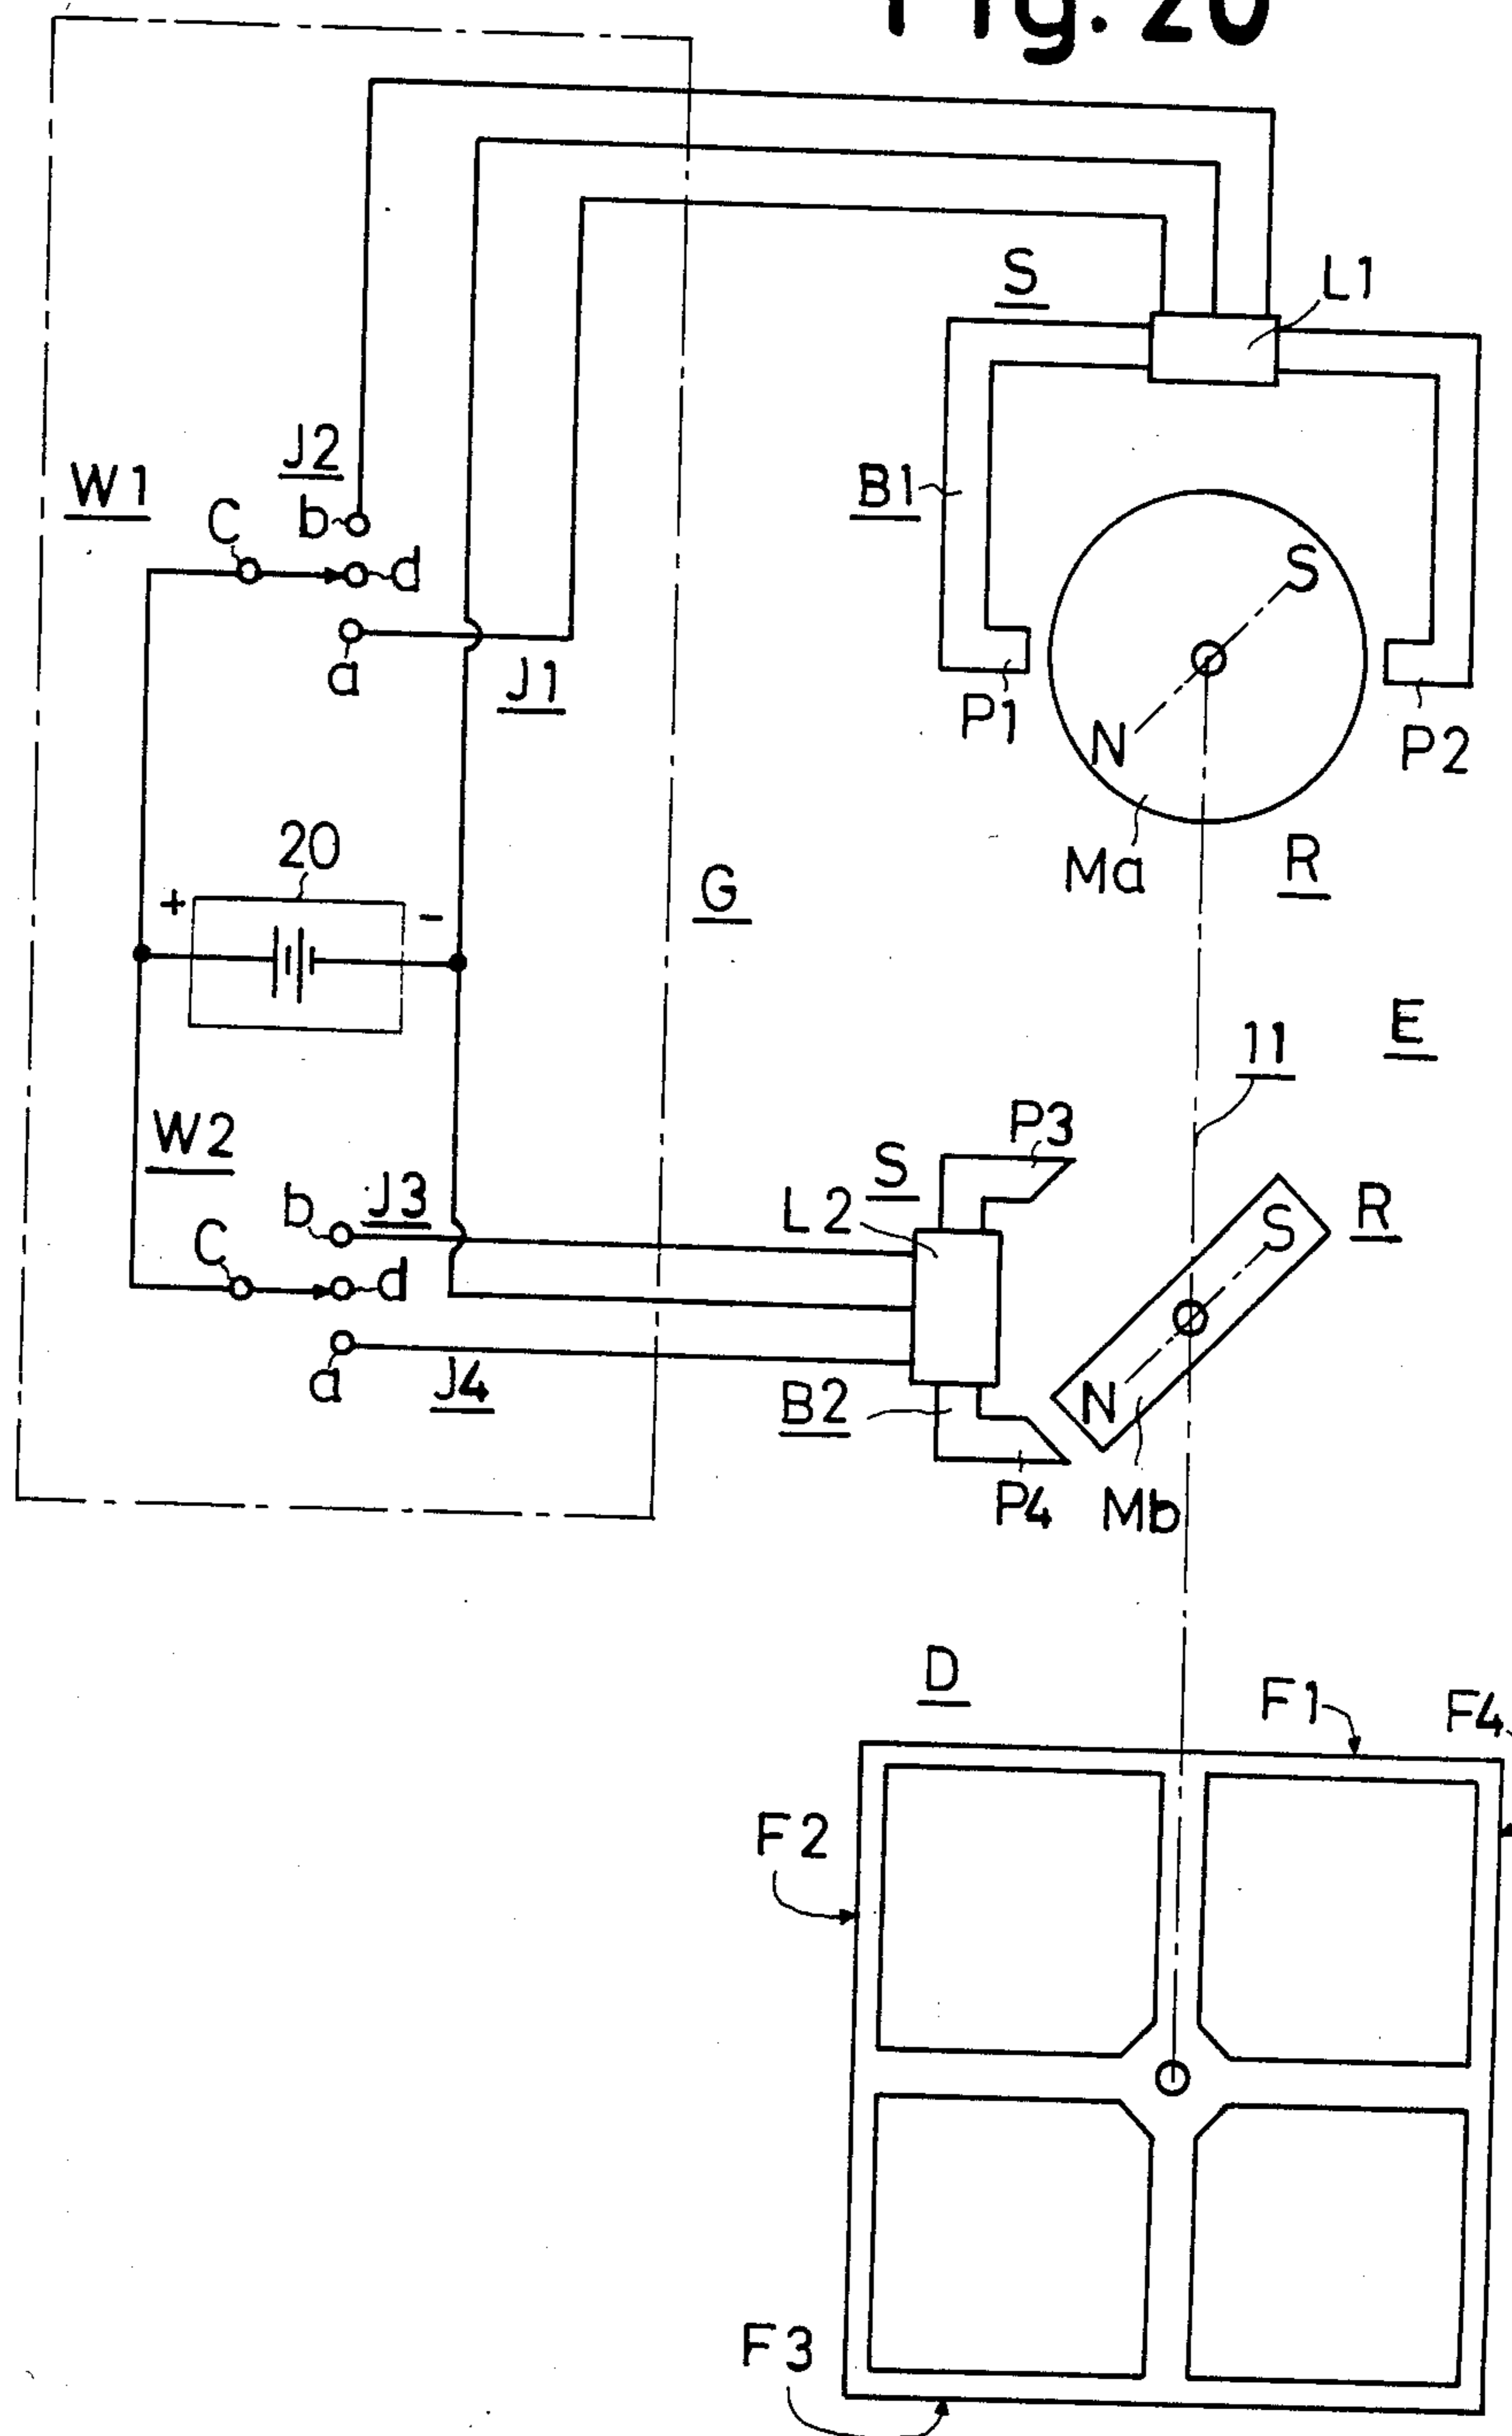 Fig. 20
S
L1
J2
W1
B1
C
b
d
S
a
J1
P1
N
P2
20
Ma
R
+
-
G
E
11
W2
P3
S
b
J3
L2
R
C
d
S
a
J4
B2
N
P4
Mb
D
F1
F4
F2
F3